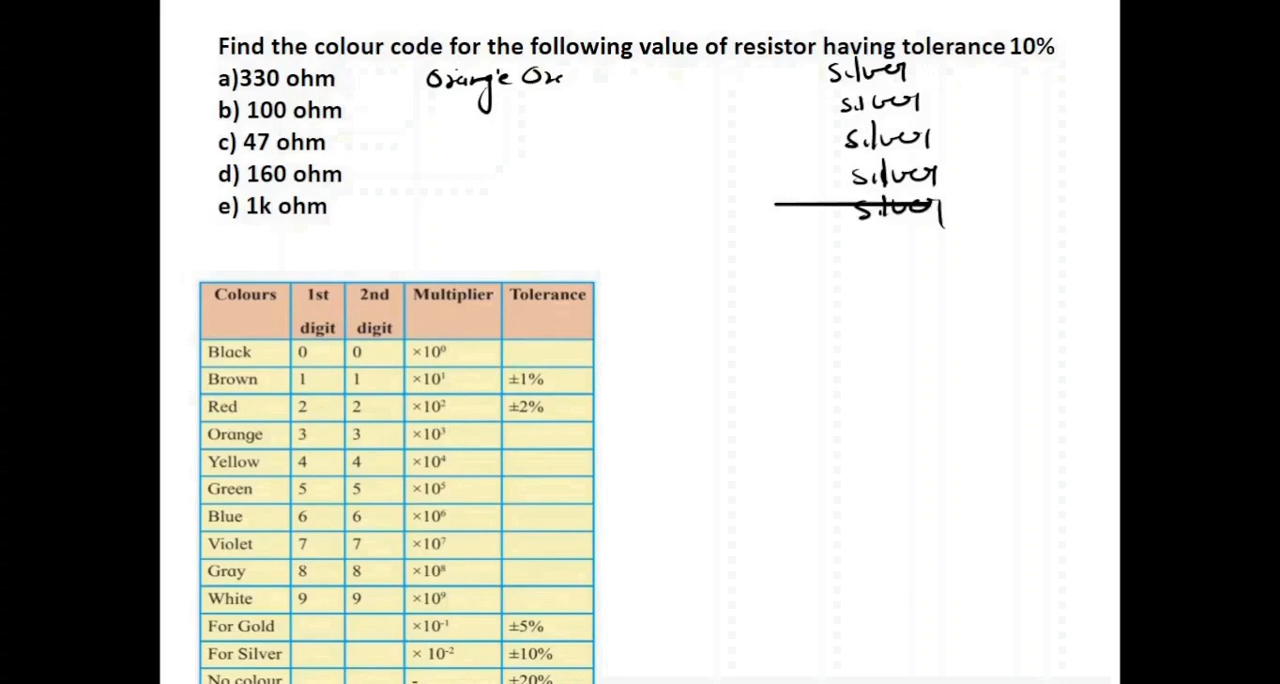 Find the colour code for the following value of resistor having tolerance 10%
a)330 ohm Orange Or silver
b) 100 ohm silver
c) 47 ohm silver
d) 160 ohm silver
e) 1k ohm silver
Colours 1st digit 2nd digit Multiplier Tolerance
Black 0 0 ×10⁰
Brown 1 1 ×10¹ ±1%
Red 2 2 ×10² ±2%
Orange 3 3 ×10³
Yellow 4 4 ×10⁴
Green 5 5 ×10⁵
Blue 6 6 ×10⁶
Violet 7 7 ×10⁷
Gray 8 8 ×10⁸
White 9 9 ×10⁹
For Gold ×10⁻¹ ±5%
For Silver × 10⁻² ±10%
No colour - ±20%